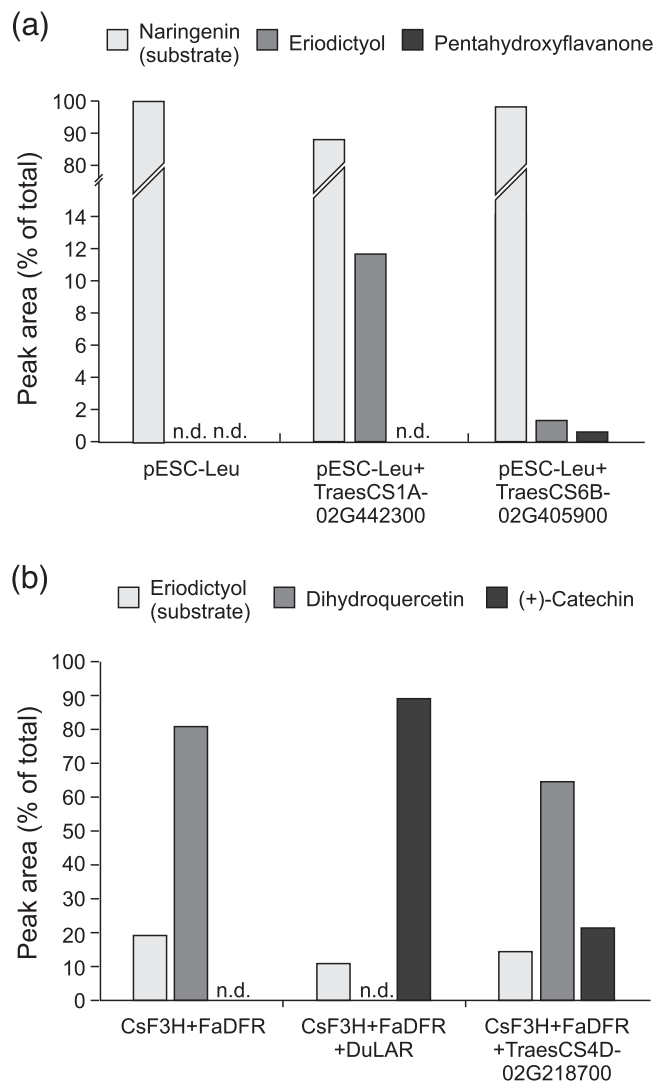 (a)
Naringenin
(substrate)
Eriodictyol
Pentahydroxyflavanone
Peak area (% of total)
100
90
80
14
12
10
8
6
4
2
0
n.d. n.d.
n.d.
pESC-Leu
pESC-Leu+
TraesCS1A-
02G442300
pESC-Leu+
TraesCS6B-
02G405900
(b)
Eriodictyol
(substrate)
Dihydroquercetin
(+)-Catechin
Peak area (% of total)
100
90
80
70
60
50
40
30
20
10
0
n.d.
n.d.
CsF3H+FaDFR
CsF3H+FaDFR
+DuLAR
CsF3H+FaDFR
+TraesCS4D-
02G218700